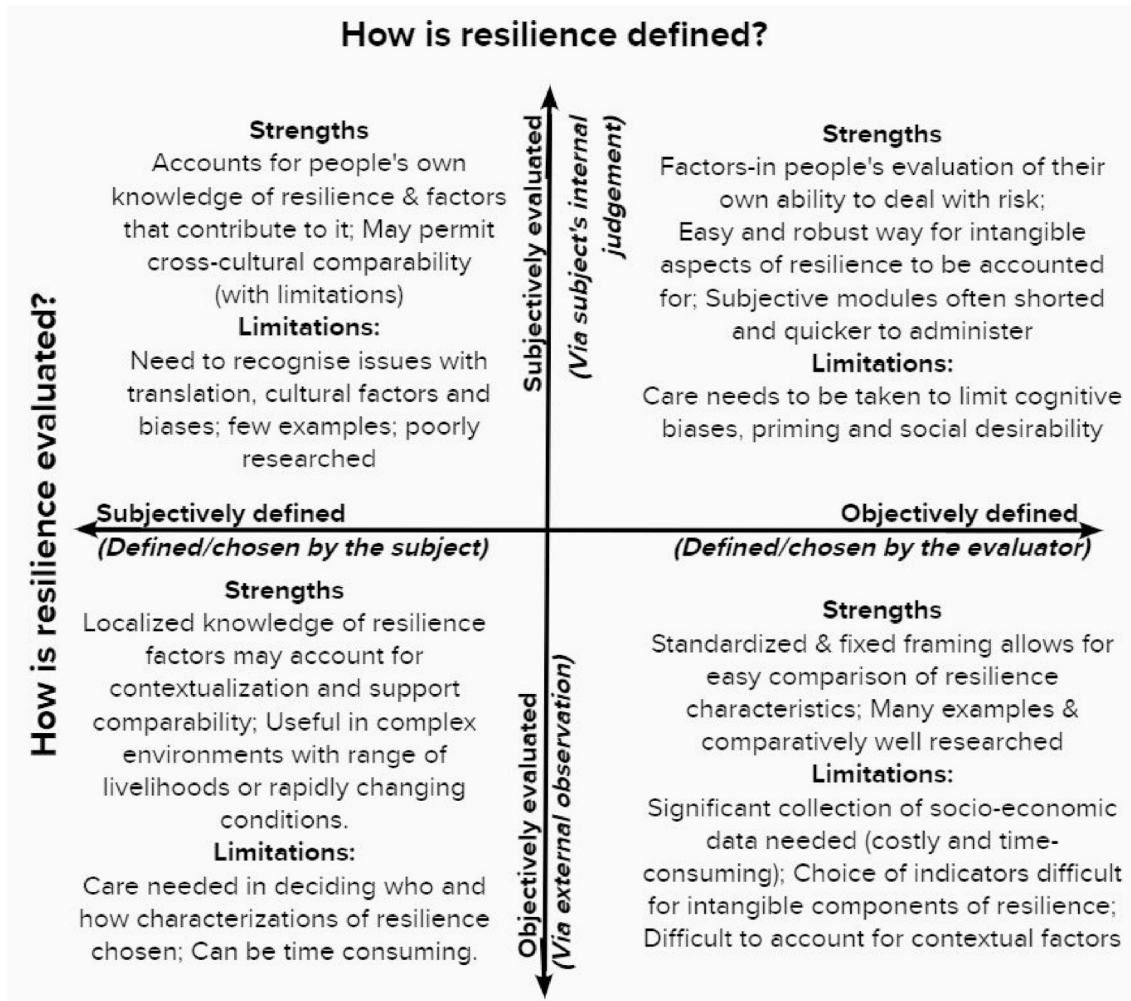 How is resilience defined?
How is resilience evaluated?
Strengths
Accounts for people's own
knowledge of resilience & factors
that contribute to it; May permit
cross-cultural comparability
(with limitations)
Limitations:
Need to recognise issues with
translation, cultural factors and
biases; few examples; poorly
researched
Subjectively evaluated
(Via subject's internal
judgement)
Strengths
Factors-in people's evaluation of their
own ability to deal with risk;
Easy and robust way for intangible
aspects of resilience to be accounted
for; Subjective modules often shorted
and quicker to administer
Limitations:
Care needs to be taken to limit cognitive
biases, priming and social desirability
Subjectively defined
(Defined/chosen by the subject)
Objectively defined
(Defined/chosen by the evaluator)
Strengths
Localized knowledge of resilience
factors may account for
contextualization and support
comparability; Useful in complex
environments with range of
livelihoods or rapidly changing
conditions.
Limitations:
Care needed in deciding who and
how characterizations of resilience
chosen; Can be time consuming.
Objectively evaluated
(Via external observation)
Strengths
Standardized & fixed framing allows for
easy comparison of resilience
characteristics; Many examples &
comparatively well researched
Limitations:
Significant collection of socio-economic
data needed (costly and time-
consuming); Choice of indicators difficult
for intangible components of resilience;
Difficult to account for contextual factors